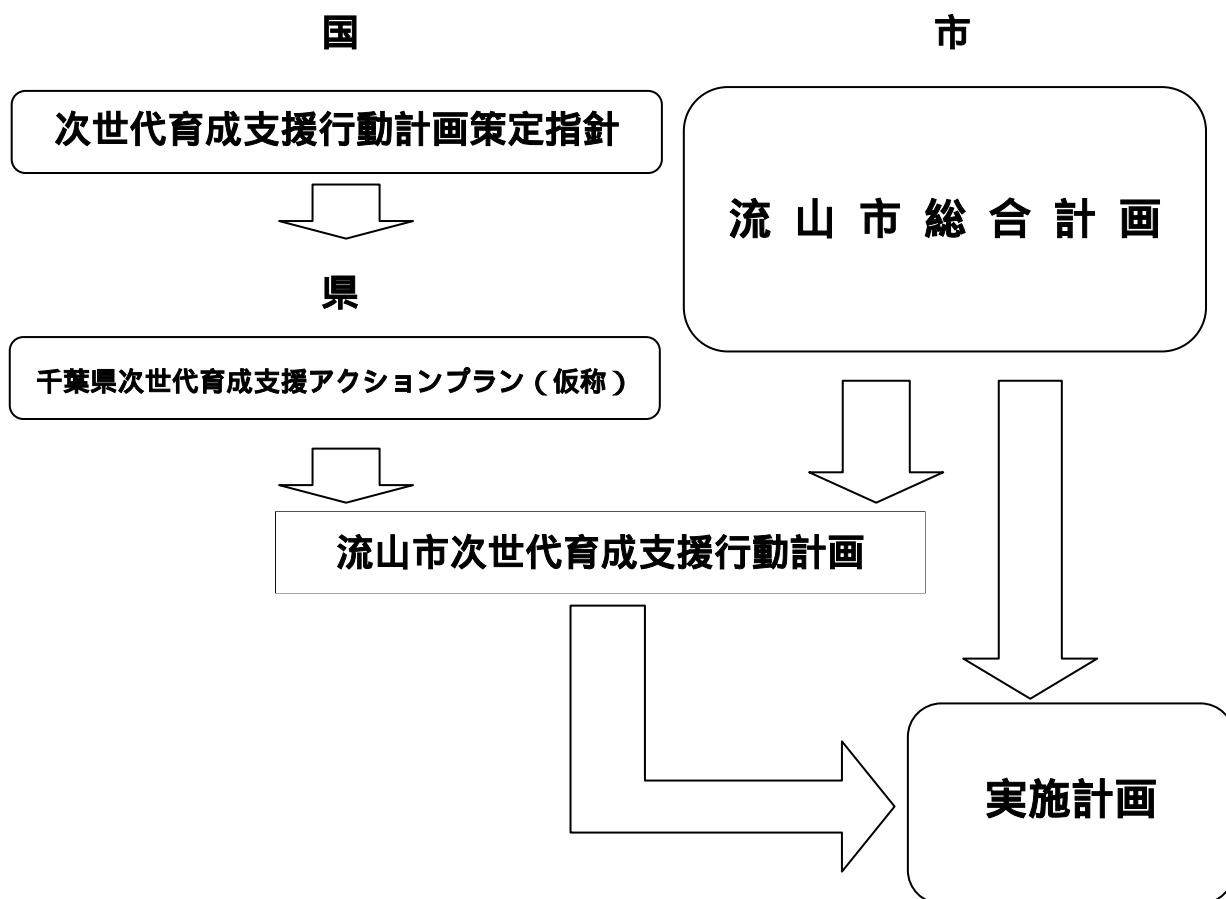 国
市
次世代育成支援行動計画策定指針
流山市総合計画
県
千葉県次世代育成支援アクションプラン（仮称）
流山市次世代育成支援行動計画
実施計画